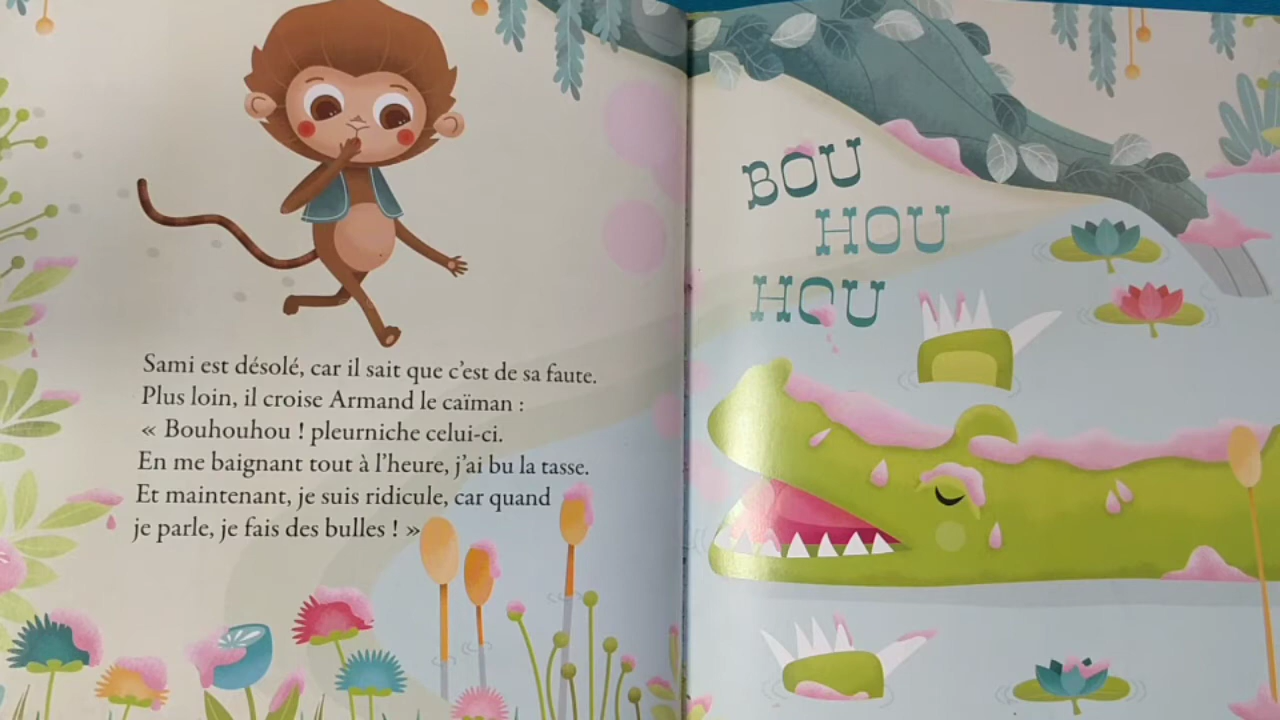 Sami est désolé, car il sait que c’est de sa faute.
Plus loin, il croise Armand le caïman :
« Bouhouhou ! pleurniche celui-ci.
En me baignant tout à l’heure, j’ai bu la tasse.
Et maintenant, je suis ridicule, car quand
je parle, je fais des bulles ! »
BOU
HOU
HOU